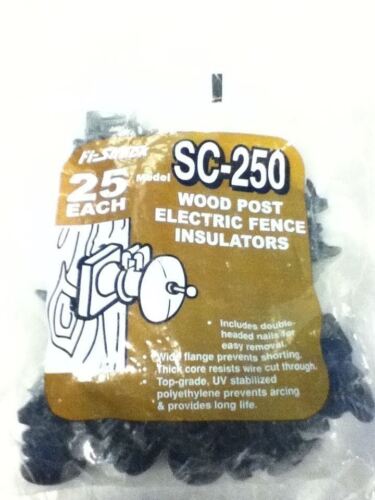 Fi-Shock
25
EACH
Model SC-250
WOOD POST
ELECTRIC FENCE
INSULATORS
• Includes double-
headed nails for
easy removal.
• Wide flange prevents shorting.
Thick core resists wire cut through.
Top-grade, UV stabilized
polyethylene prevents arcing
& provides long life.